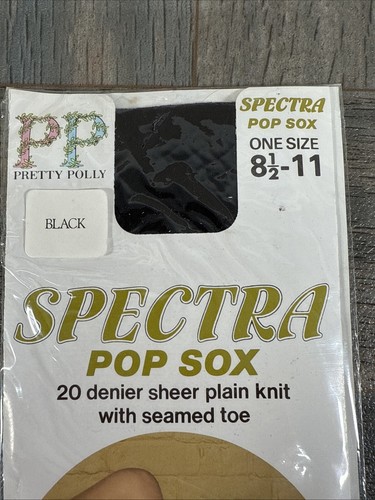 PP
PRETTY POLLY
BLACK
SPECTRA
POP SOX
ONE SIZE
8½-11
SPECTRA
POP SOX
20 denier sheer plain knit
with seamed toe